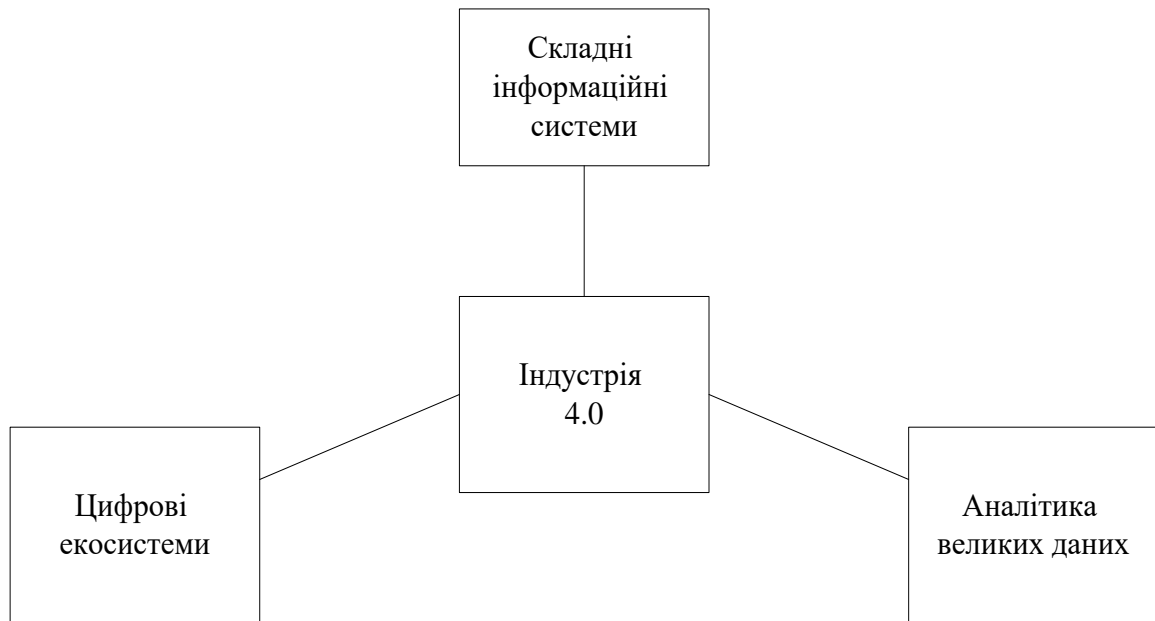 Складні
інформаційні
системи
Індустрія
4.0
Цифрові
екосистеми
Аналітика
великих даних